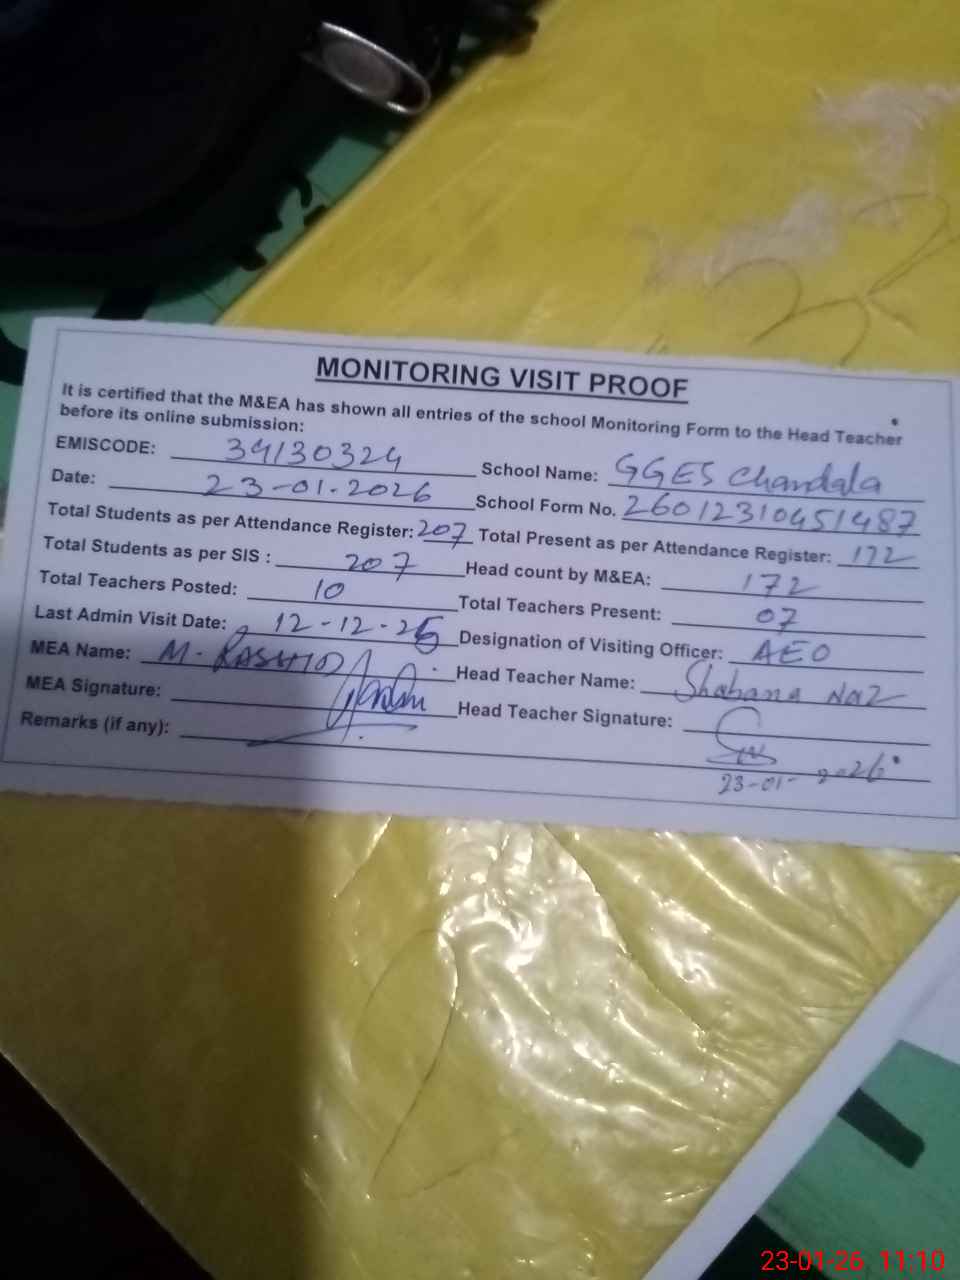 MONITORING VISIT PROOF
It is certified that the M&EA has shown all entries of the school Monitoring Form to the Head Teacher
before its online submission:
EMISCODE: 34130324 School Name: GGES Chandala
Date: 23-01-2026 School Form No. 26012310451487
Total Students as per Attendance Register: 207 Total Present as per Attendance Register: 172
Total Students as per SIS : 207 Head count by M&EA: 172
Total Teachers Posted: 10 Total Teachers Present: 07
Last Admin Visit Date: 12-12-25 Designation of Visiting Officer: AEO
MEA Name: M. RASHID Head Teacher Name: Shabana Naz
MEA Signature: Head Teacher Signature:
Remarks (if any):
23-01-2026
23-01-26 11:10